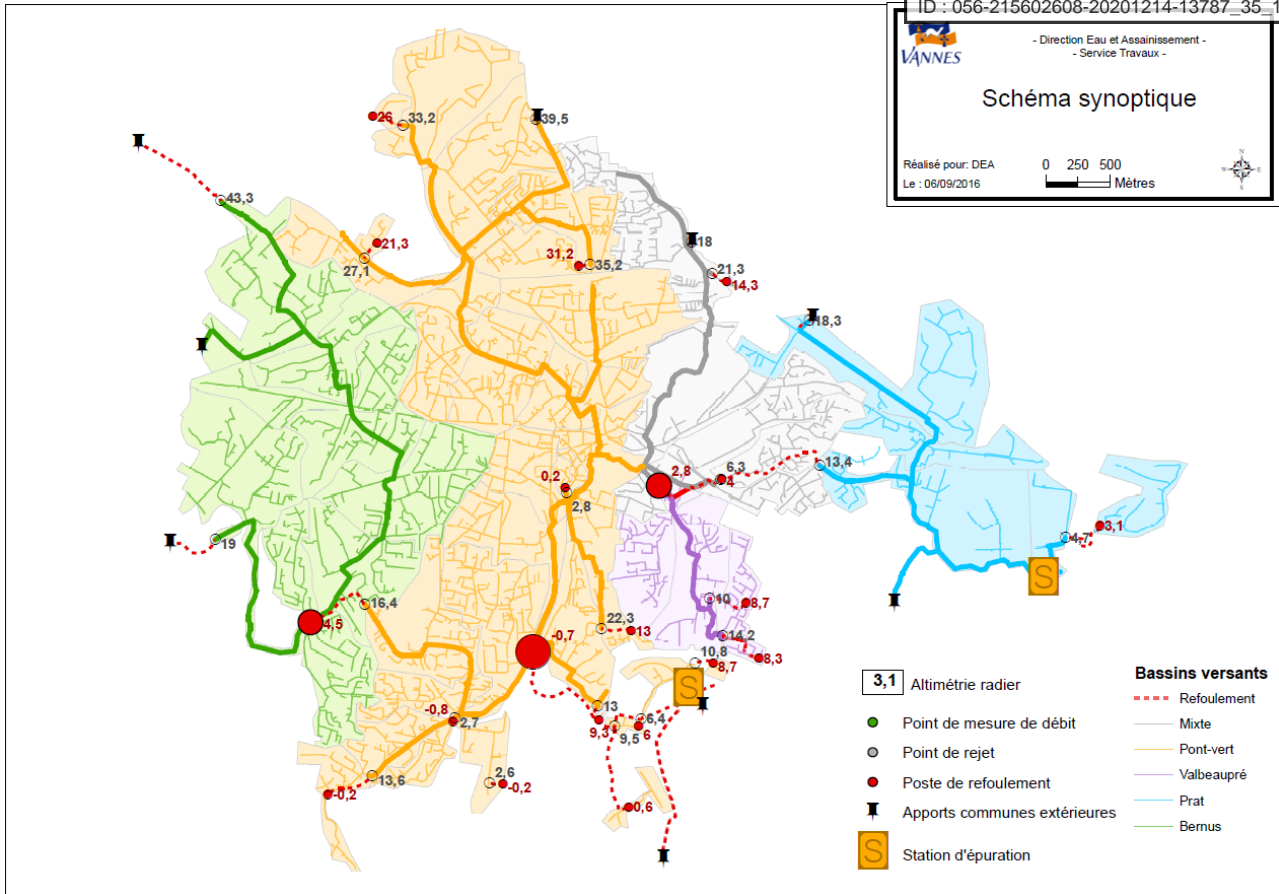 ID : 056-215602608-20201214-13787_35_1
VANNES
- Direction Eau et Assainissement -
- Service Travaux -
Schéma synoptique
Réalisé pour: DEA
Le : 06/09/2016
0 250 500
Mètres
N
S
E
26
33,2
39,5
43,3
21,3
27,1
31,2
35,2
18
21,3
14,3
18,3
6,3
2,8
4
13,4
0,2
2,8
3,1
4,7
S
19
16,4
4,5
10
8,7
22,3
13
-0,7
14,2
8,3
10,8
8,7
S
13
9,3
9,5
6,4
6
-0,8
2,7
13,6
-0,2
2,6
-0,2
0,6
3,1 Altimétrie radier
Point de mesure de débit
Point de rejet
Poste de refoulement
Apports communes extérieures
S Station d'épuration
Bassins versants
Refoulement
Mixte
Pont-vert
Valbeaupré
Prat
Bernus